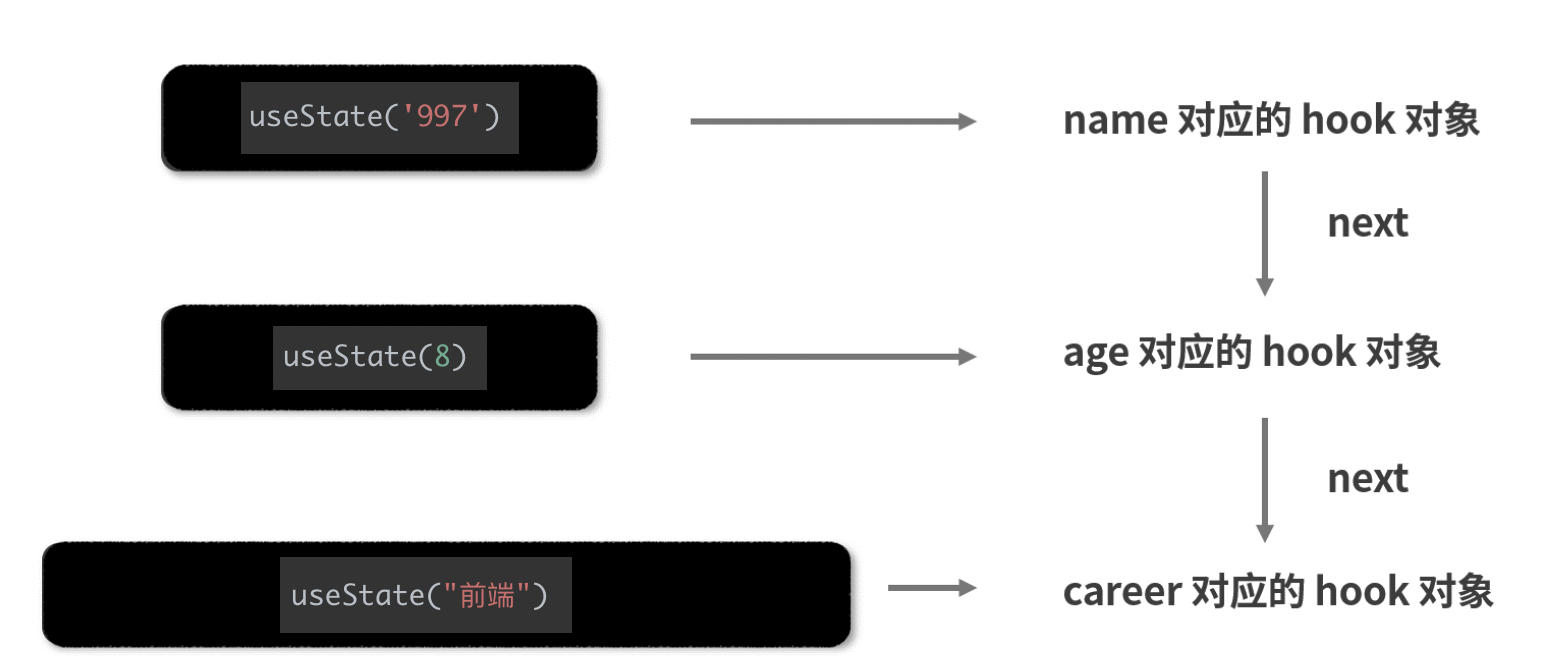 useState('997')
name 对应的 hook 对象
next
useState(8)
age 对应的 hook 对象
next
useState("前端")
career 对应的 hook 对象